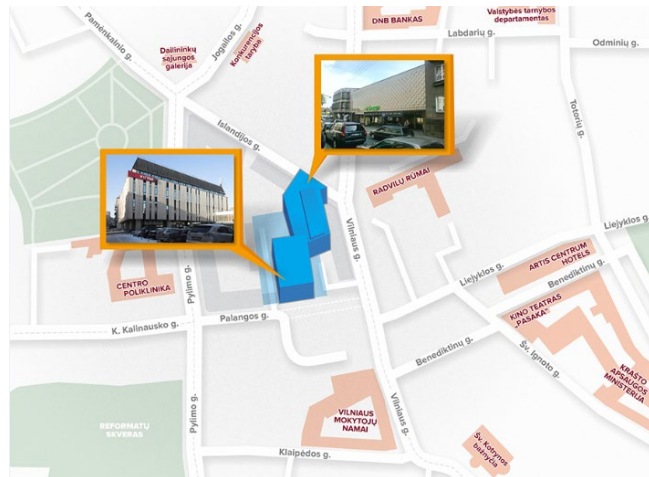 DNB BANKAS
Valstybės tarnybos
departamentas
Pamėnkalnio g.
Jogailos g.
Labdarių g.
Odminių g.
Dailininkų
sąjungos
galerija
Konkurencijos
taryba
Islandijos g.
Totorių g.
RADVILŲ RŪMAI
Vilniaus g.
Liejyklos g.
CENTRO
POLIKLINIKA
Pylimo g.
Liejyklos g.
ARTIS CENTRUM
HOTELS
Benediktinų g.
K. Kalinausko g.
Palangos g.
KINO TEATRAS
„PASAKA"
Šv. Ignoto g.
Benediktinų g.
KRAŠTO
APSAUGOS
MINISTERIJA
REFORMATŲ
SKVERAS
Pylimo g.
VILNIAUS
MOKYTOJŲ
NAMAI
Vilniaus g.
Klaipėdos g.
Šv. Kotrynos
bažnyčia